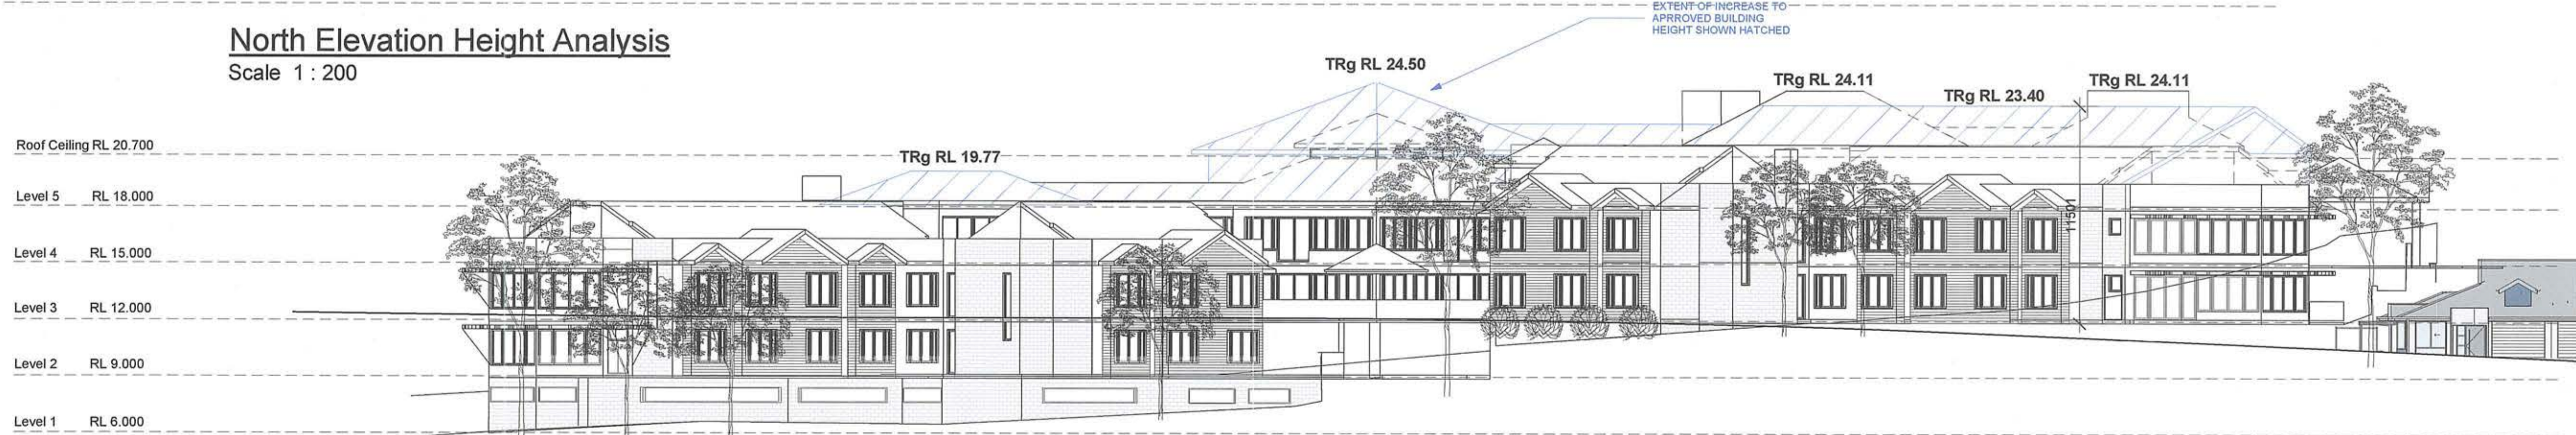 EXTENT OF INCREASE TO
APRROVED BUILDING
HEIGHT SHOWN HATCHED
North Elevation Height Analysis
Scale 1 : 200
TRg RL 24.50
TRg RL 24.11
TRg RL 23.40
TRg RL 24.11
TRg RL 19.77
Roof Ceiling RL 20.700
Level 5 RL 18.000
Level 4 RL 15.000
Level 3 RL 12.000
Level 2 RL 9.000
Level 1 RL 6.000
11501